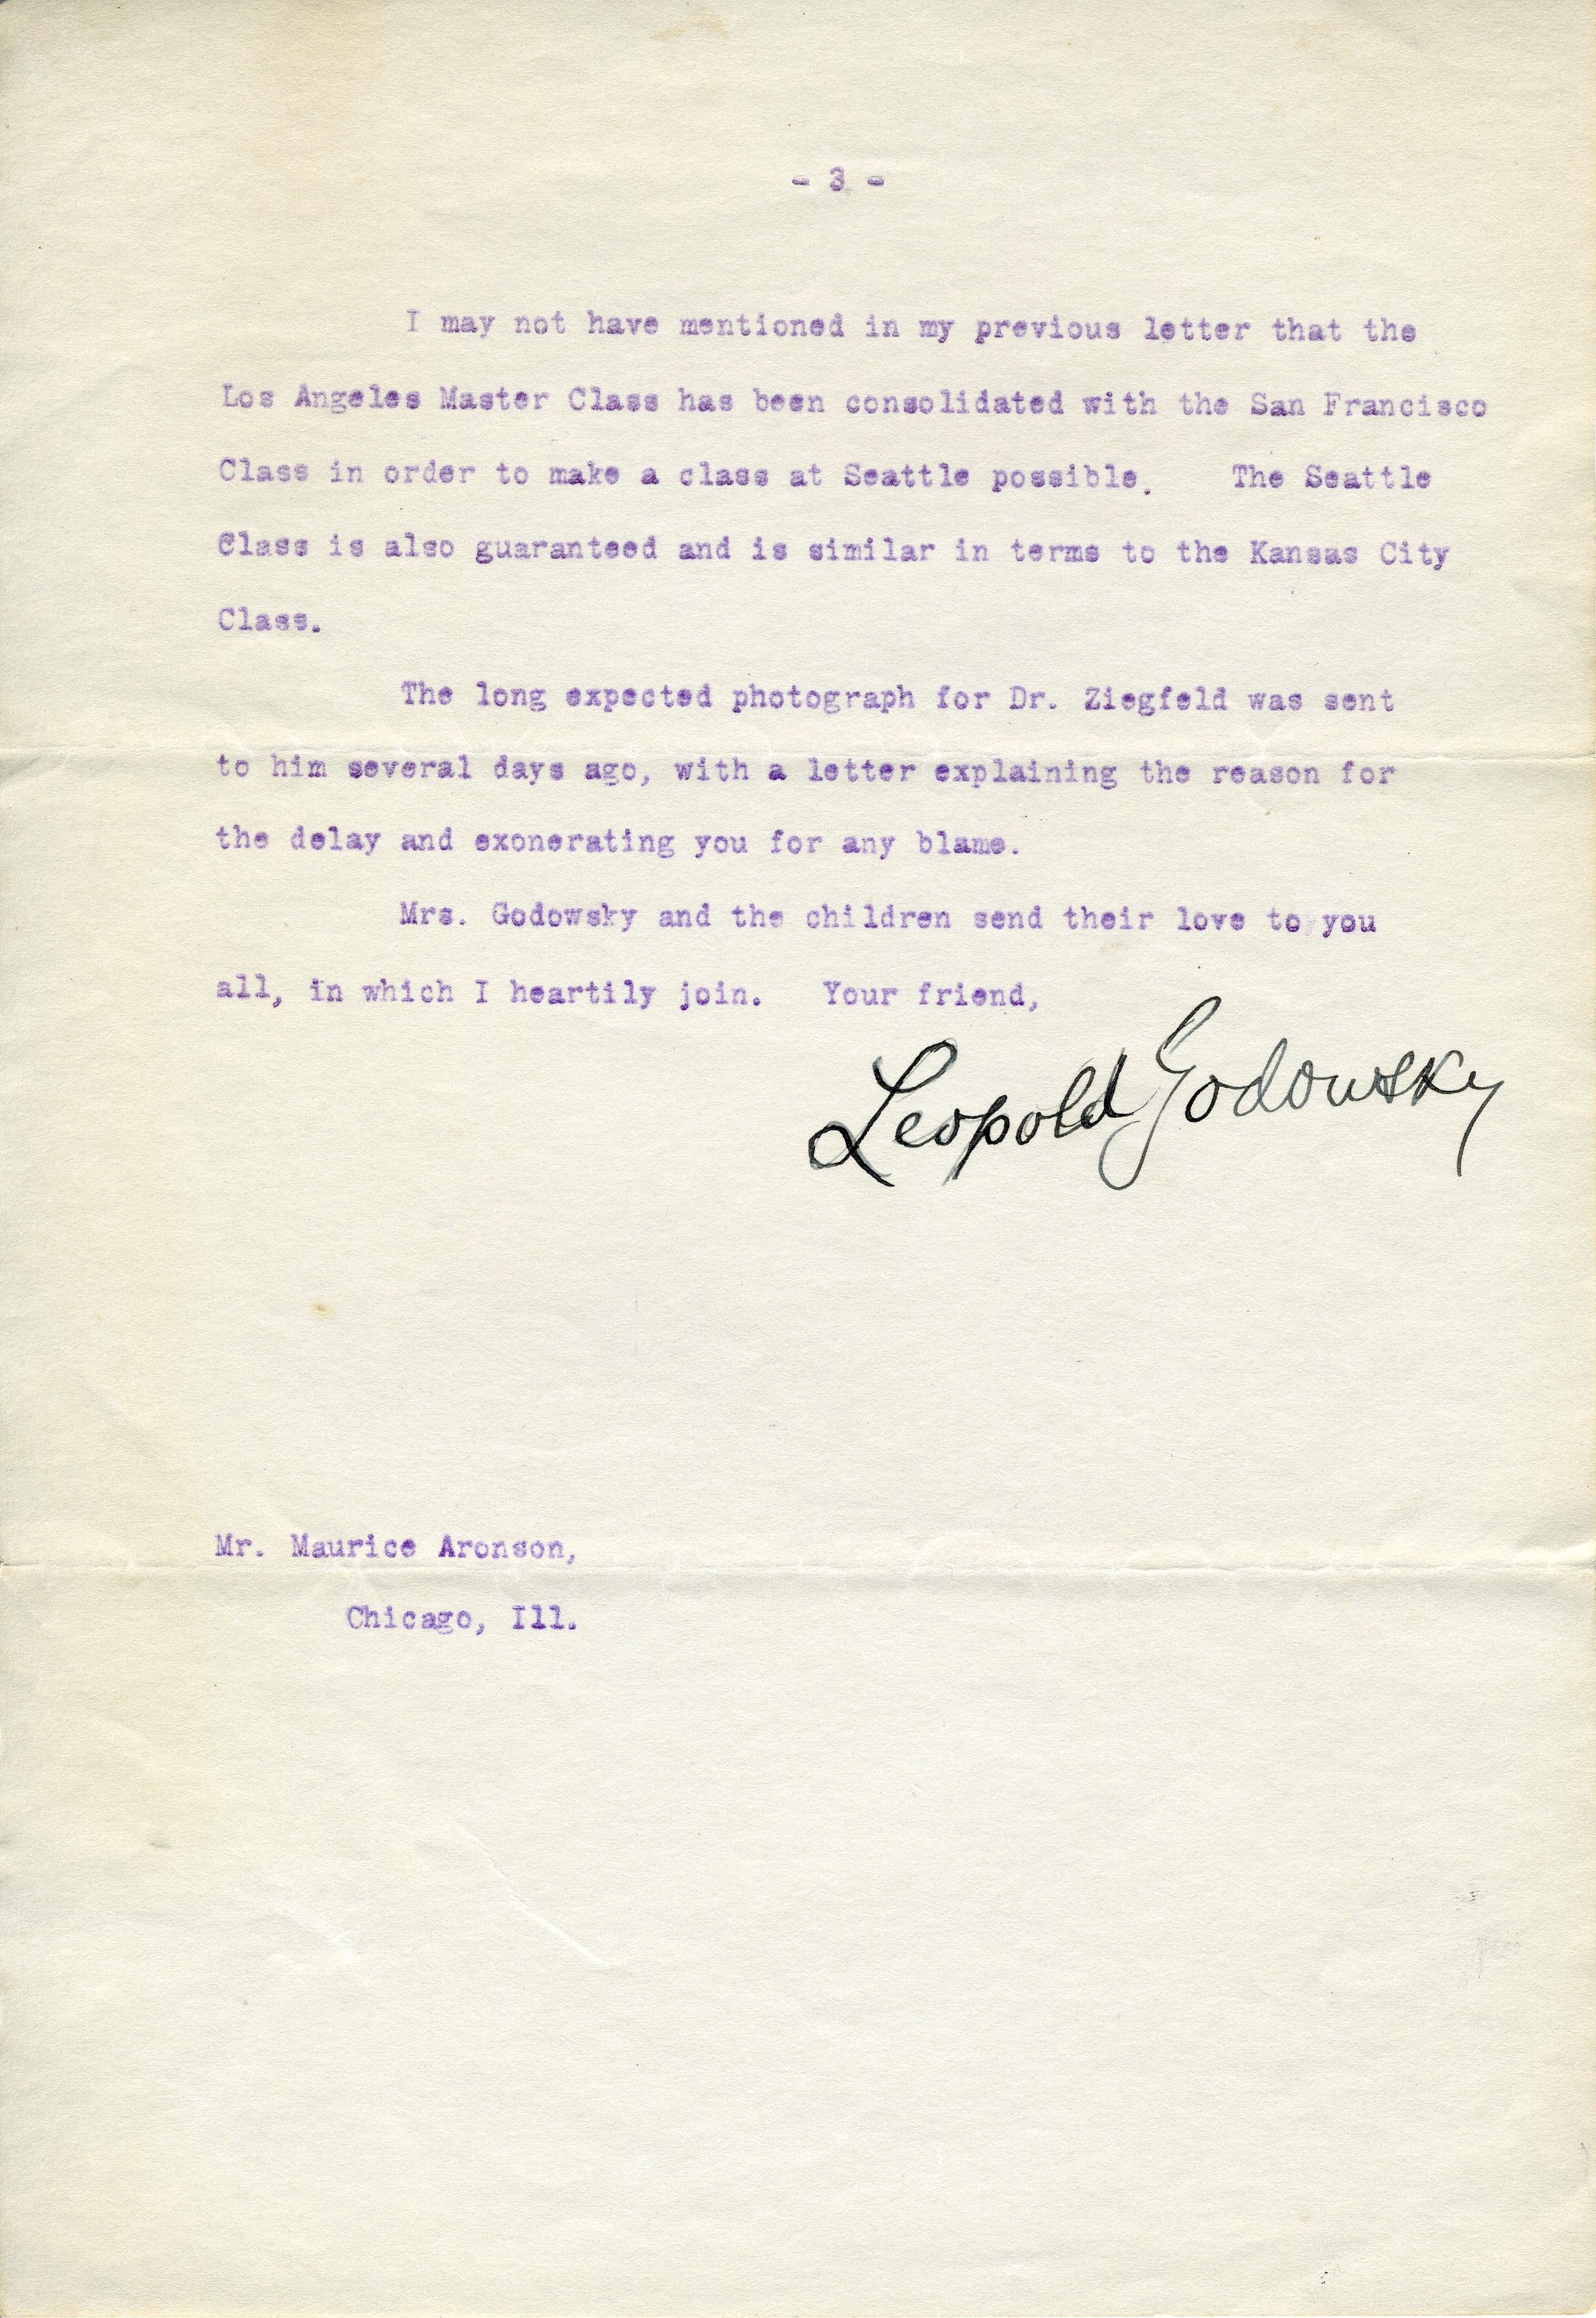 - 3 -
I may not have mentioned in my previous letter that the
Los Angeles Master Class has been consolidated with the San Francisco
Class in order to make a class at Seattle possible. The Seattle
Class is also guaranteed and is similar in terms to the Kansas City
Class.
The long expected photograph for Dr. Ziegfeld was sent
to him several days ago, with a letter explaining the reason for
the delay and exonerating you for any blame.
Mrs. Godowsky and the children send their love to you
all, in which I heartily join. Your friend,
Leopold Godowsky
Mr. Maurice Aronson,
Chicago, Ill.